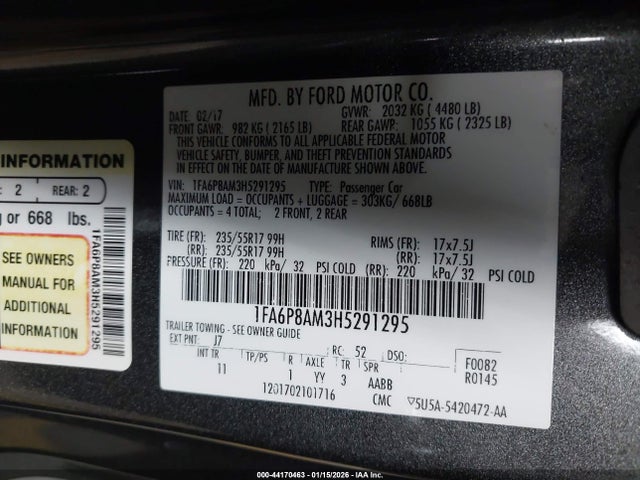 MFD. BY FORD MOTOR CO.
DATE: 02/17 GVWR: 2032 KG ( 4480 LB)
FRONT GAWR: 982 KG ( 2165 LB) REAR GAWR: 1055 KG ( 2325 LB)
THIS VEHICLE CONFORMS TO ALL APPLICABLE FEDERAL MOTOR
VEHICLE SAFETY, BUMPER, AND THEFT PREVENTION STANDARDS
IN EFFECT ON THE DATE OF MANUFACTURE SHOWN ABOVE.
VIN: 1FA6P8AM3H5291295 TYPE: Passenger Car
MAXIMUM LOAD = OCCUPANTS + LUGGAGE = 303KG/ 668LB
OCCUPANTS = 4 TOTAL; 2 FRONT, 2 REAR
TIRE (FR): 235/55R17 99H RIMS (FR): 17x7.5J
(RR): 235/55R17 99H (RR): 17x7.5J
PRESSURE (FR): 220 kPa/ 32 PSI COLD (RR): 220 kPa/ 32 PSI COLD
1FA6P8AM3H5291295
TRAILER TOWING - SEE OWNER GUIDE
EXT PNT: J7 RC: 52 DSO: F0082
INT TR TP/PS R AXLE TR SPR R0145
11 1 YY 3 AABB
1201702101716 CMC ▽5U5A-5420472-AA
INFORMATION
2 REAR: 2
or 668 lbs.
SEE OWNERS
MANUAL FOR
ADDITIONAL
INFORMATION
1FA6P8AM3H5291295
000-44170463 - 01/15/2026 - IAABUCKET